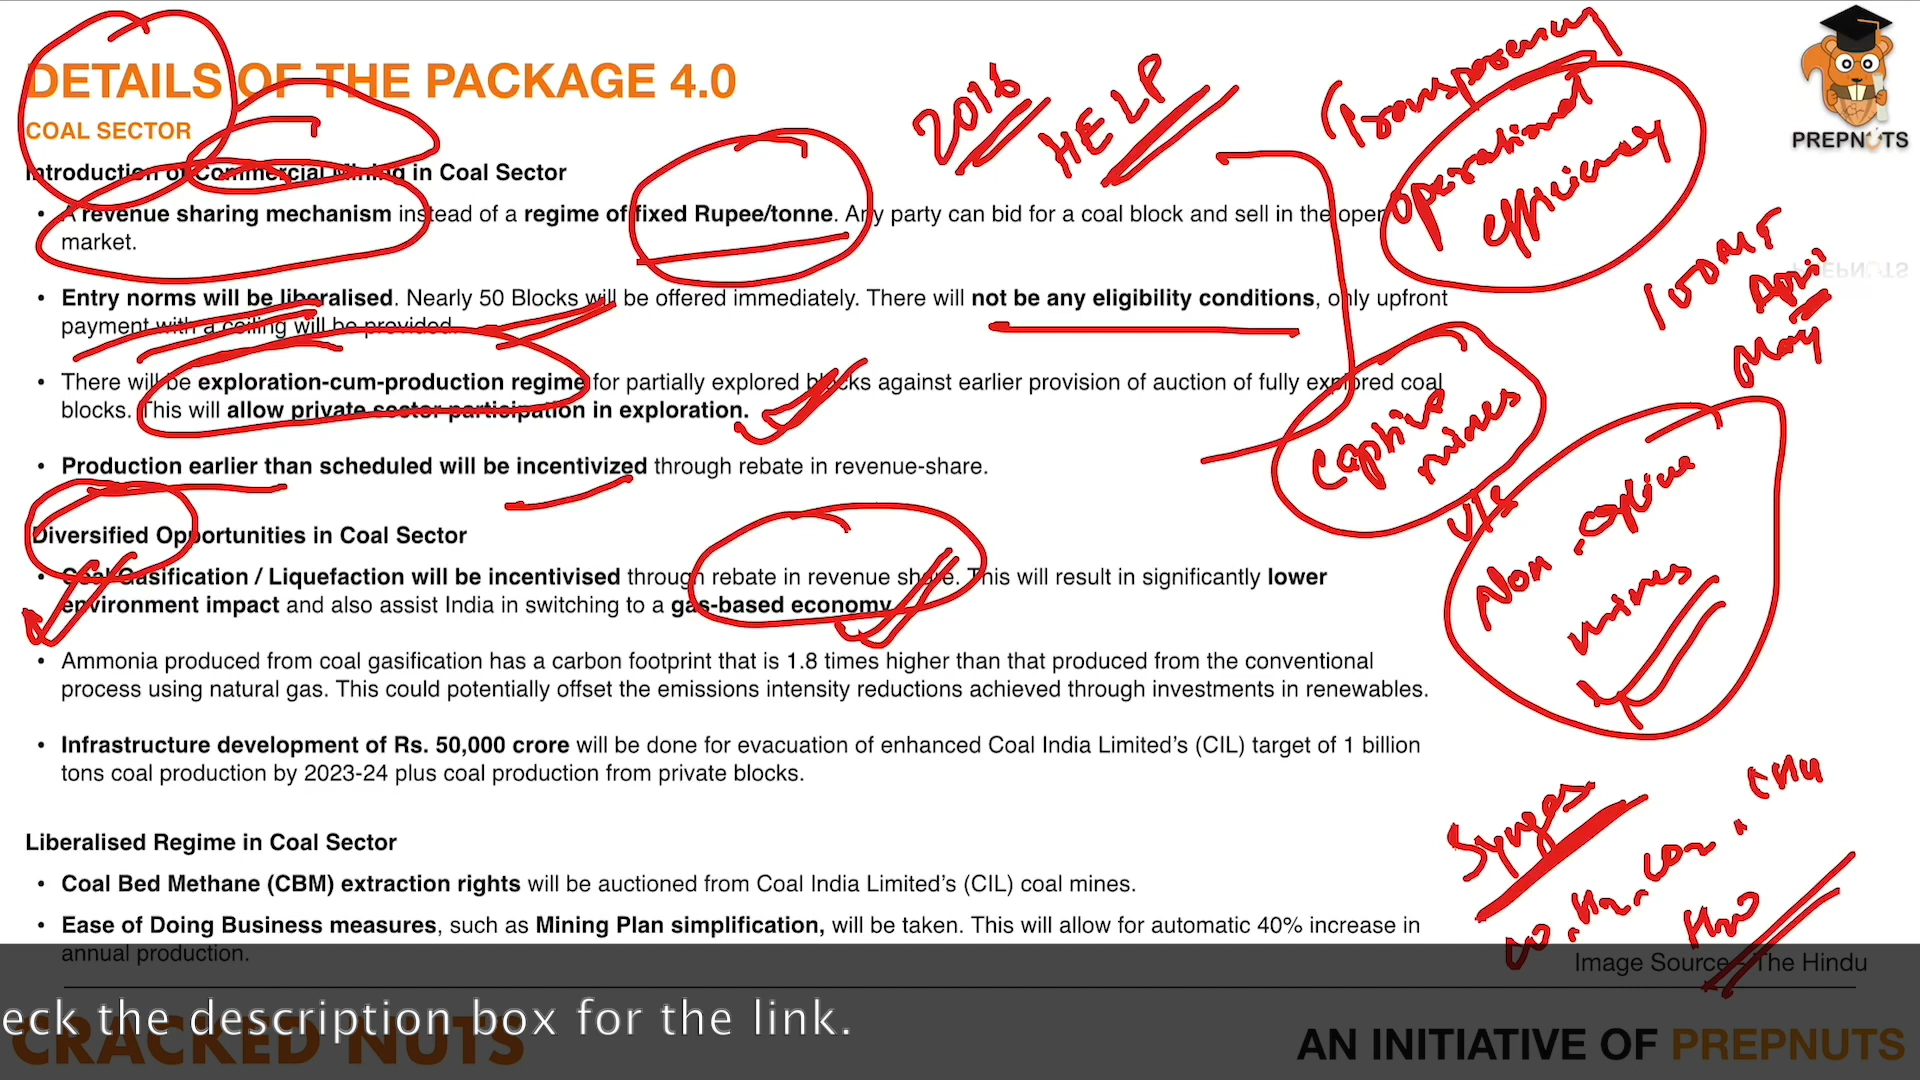 DETAILS OF THE PACKAGE 4.0
COAL SECTOR
Introduction of Commercial Mining in Coal Sector
• A revenue sharing mechanism instead of a regime of fixed Rupee/tonne. Any party can bid for a coal block and sell in the open
market.
• Entry norms will be liberalised. Nearly 50 Blocks will be offered immediately. There will not be any eligibility conditions, only upfront
payment with a ceiling will be provided.
• There will be exploration-cum-production regime for partially explored blocks against earlier provision of auction of fully explored coal
blocks. This will allow private sector participation in exploration.
• Production earlier than scheduled will be incentivized through rebate in revenue-share.
Diversified Opportunities in Coal Sector
• Coal Gasification / Liquefaction will be incentivised through rebate in revenue share. This will result in significantly lower
environment impact and also assist India in switching to a gas-based economy
• Ammonia produced from coal gasification has a carbon footprint that is 1.8 times higher than that produced from the conventional
process using natural gas. This could potentially offset the emissions intensity reductions achieved through investments in renewables.
• Infrastructure development of Rs. 50,000 crore will be done for evacuation of enhanced Coal India Limited's (CIL) target of 1 billion
tons coal production by 2023-24 plus coal production from private blocks.
Liberalised Regime in Coal Sector
• Coal Bed Methane (CBM) extraction rights will be auctioned from Coal India Limited's (CIL) coal mines.
• Ease of Doing Business measures, such as Mining Plan simplification, will be taken. This will allow for automatic 40% increase in
annual production.
2016
HELP
Transparency
operational
efficiency
PREPNUTS
PREPNUTS
100 MT
April
May
Captive
mines
v/s
Non-captive
mines
Syngas
CO, H2, CO2, CH4
H2O
Image Source - The Hindu
eck the description box for the link.
CRACKED NUTS
AN INITIATIVE OF PREPNUTS